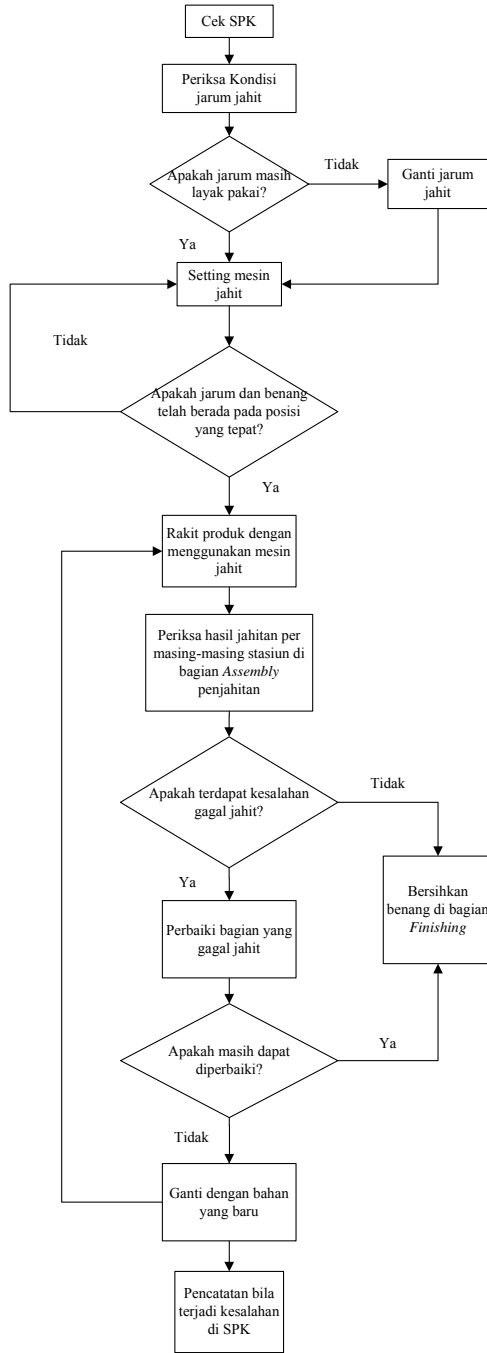 Cek SPK
Periksa Kondisi
jarum jahit
Apakah jarum masih
layak pakai?
Tidak
Ganti jarum
jahit
Ya
Setting mesin
jahit
Tidak
Apakah jarum dan benang
telah berada pada posisi
yang tepat?
Ya
Rakit produk dengan
menggunakan mesin
jahit
Periksa hasil jahitan per
masing-masing stasiun di
bagian Assembly
penjahitan
Apakah terdapat kesalahan
gagal jahit?
Tidak
Ya
Bersihkan
benang di bagian
Finishing
Perbaiki bagian yang
gagal jahit
Apakah masih dapat
diperbaiki?
Ya
Tidak
Ganti dengan bahan
yang baru
Pencatatan bila
terjadi kesalahan
di SPK